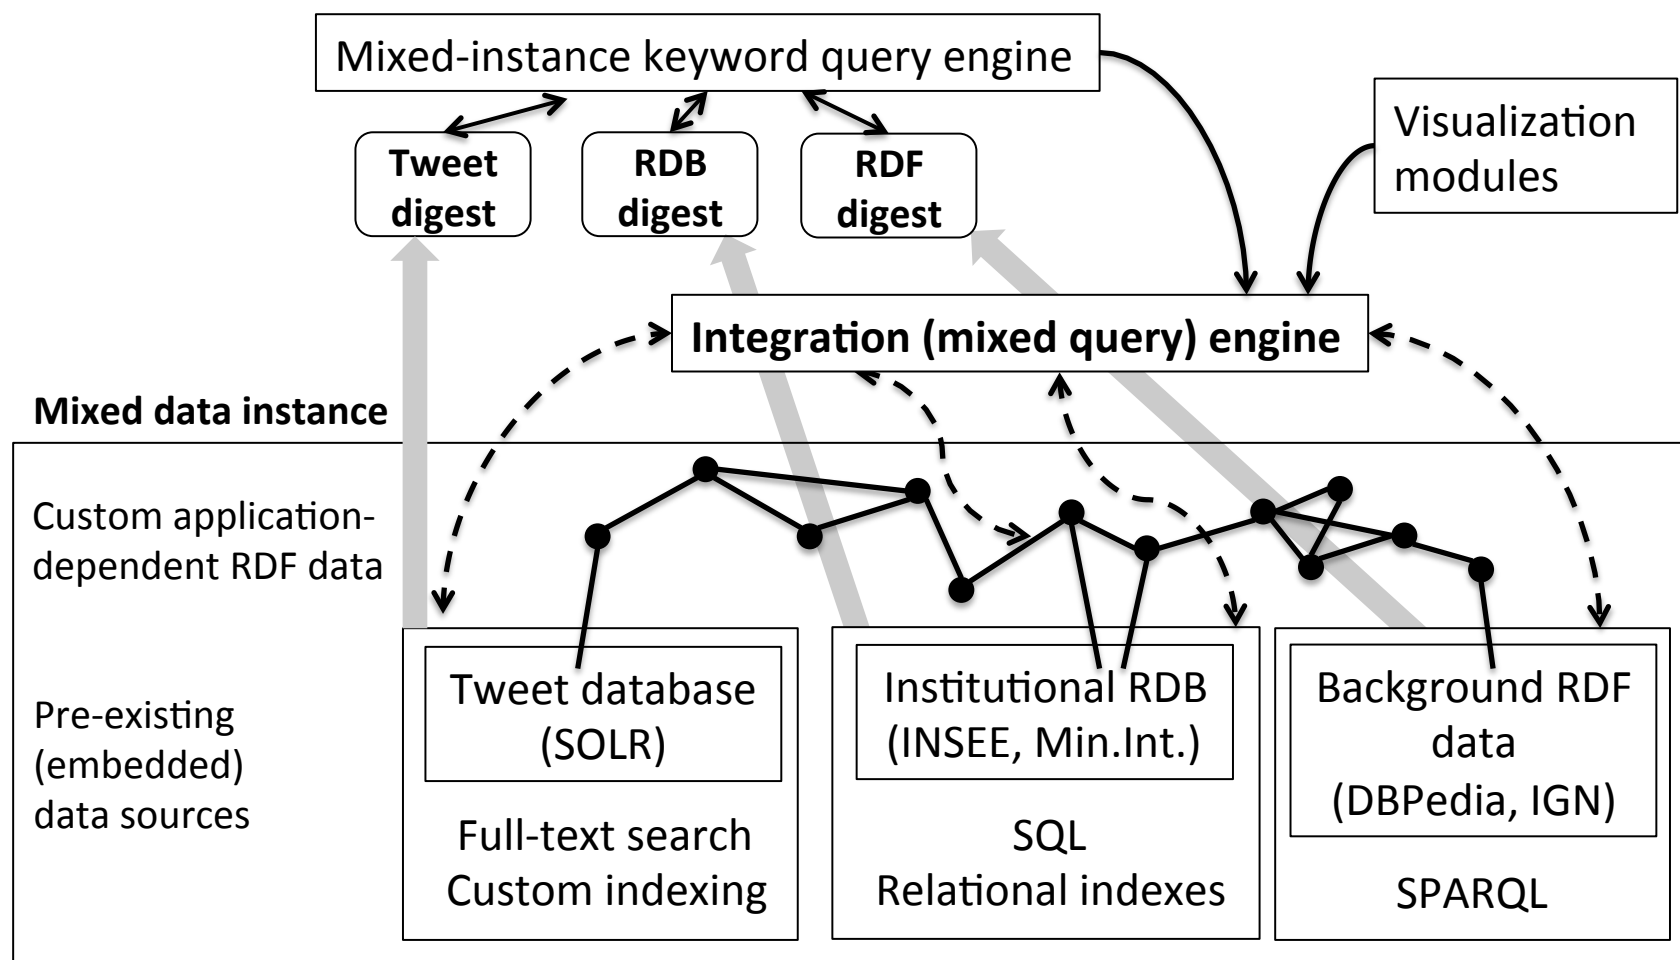 Mixed-instance keyword query engine
Visualization
modules
Tweet
digest
RDB
digest
RDF
digest
Integration (mixed query) engine
Mixed data instance
Custom application-
dependent RDF data
Pre-existing
(embedded)
data sources
Tweet database
(SOLR)
Full-text search
Custom indexing
Institutional RDB
(INSEE, Min.Int.)
SQL
Relational indexes
Background RDF
data
(DBPedia, IGN)
SPARQL